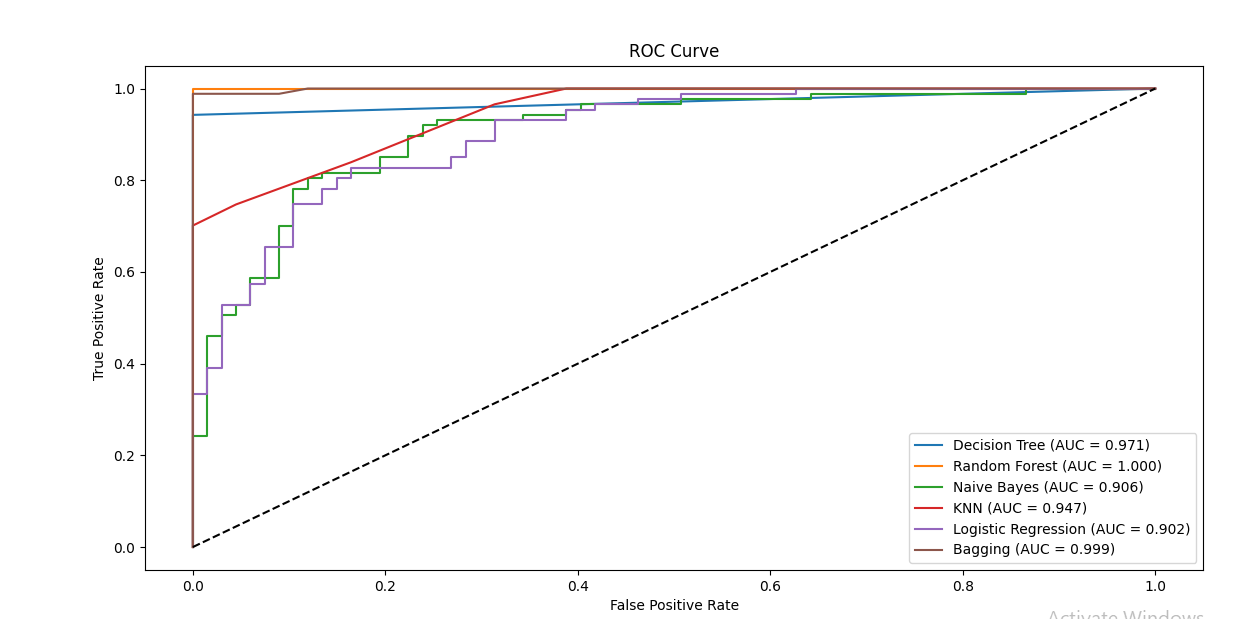 ROC Curve
1.0
0.8
0.6
0.4
0.2
0.0
True Positive Rate
Decision Tree (AUC = 0.971)
Random Forest (AUC = 1.000)
Naive Bayes (AUC = 0.906)
KNN (AUC = 0.947)
Logistic Regression (AUC = 0.902)
Bagging (AUC = 0.999)
0.0 0.2 0.4 0.6 0.8 1.0
False Positive Rate
Activate Windows